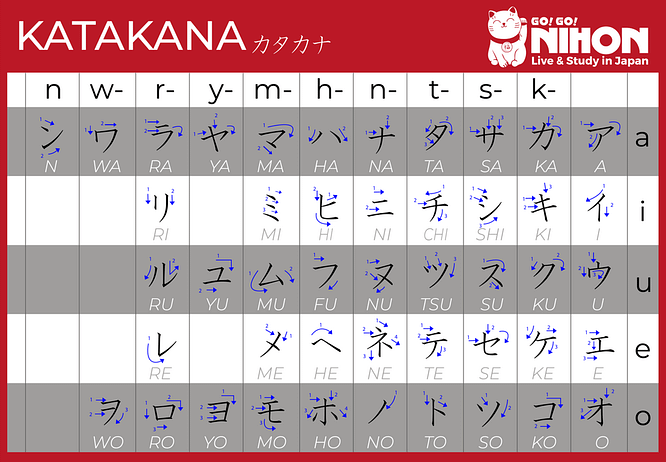 KATAKANA カタカナ
GO! GO!
NIHON
Live & Study in Japan
n w- r- y- m- h- n- t- s- k-
ン ワ ラ ヤ マ ハ ナ タ サ カ ア a
N WA RA YA MA HA NA TA SA KA A
リ ミ ヒ ニ チ シ キ イ i
RI MI HI NI CHI SHI KI I
ル ユ ム フ ヌ ツ ス ク ウ u
RU YU MU FU NU TSU SU KU U
レ メ ヘ ネ テ セ ケ エ e
RE ME HE NE TE SE KE E
ヲ ロ ヨ モ ホ ノ ト ソ コ オ o
WO RO YO MO HO NO TO SO KO O